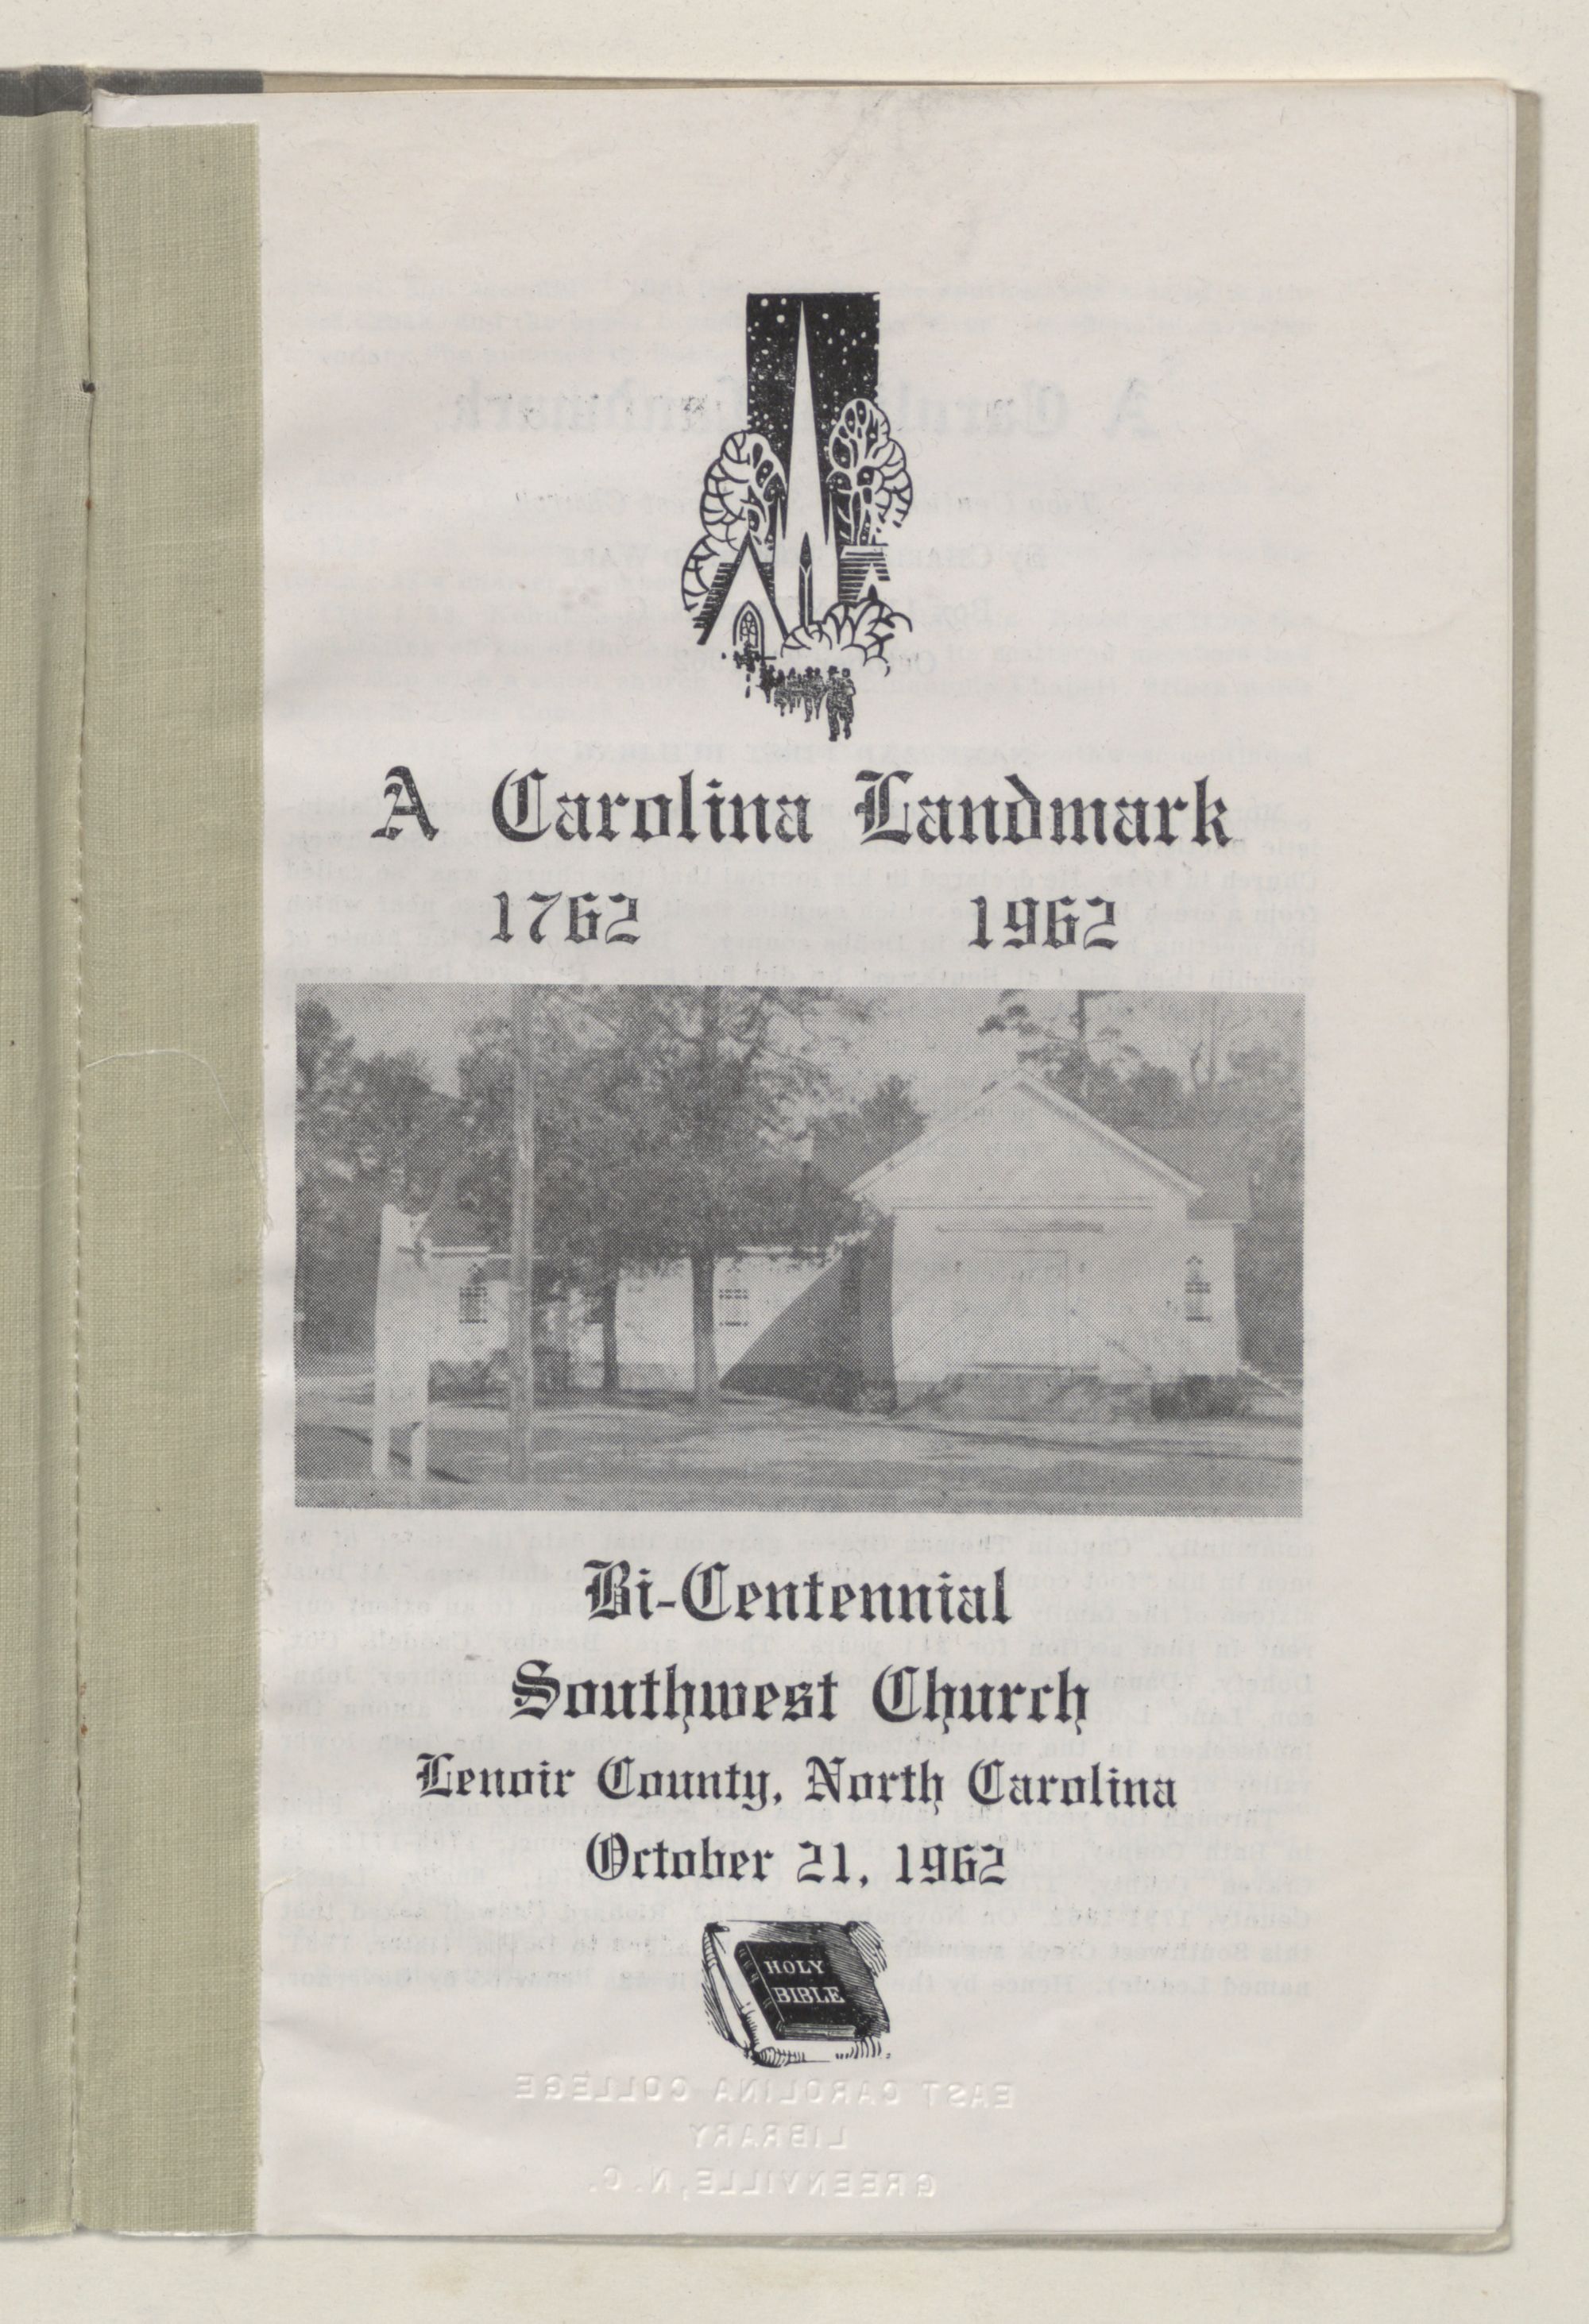 A Carolina Landmark
1762 1962
Bi-Centennial
Southwest Church
Lenoir County, North Carolina
October 21, 1962
HOLY
BIBLE
EAST CAROLINA COLLEGE
LIBRARY
GREENVILLE, N.C.